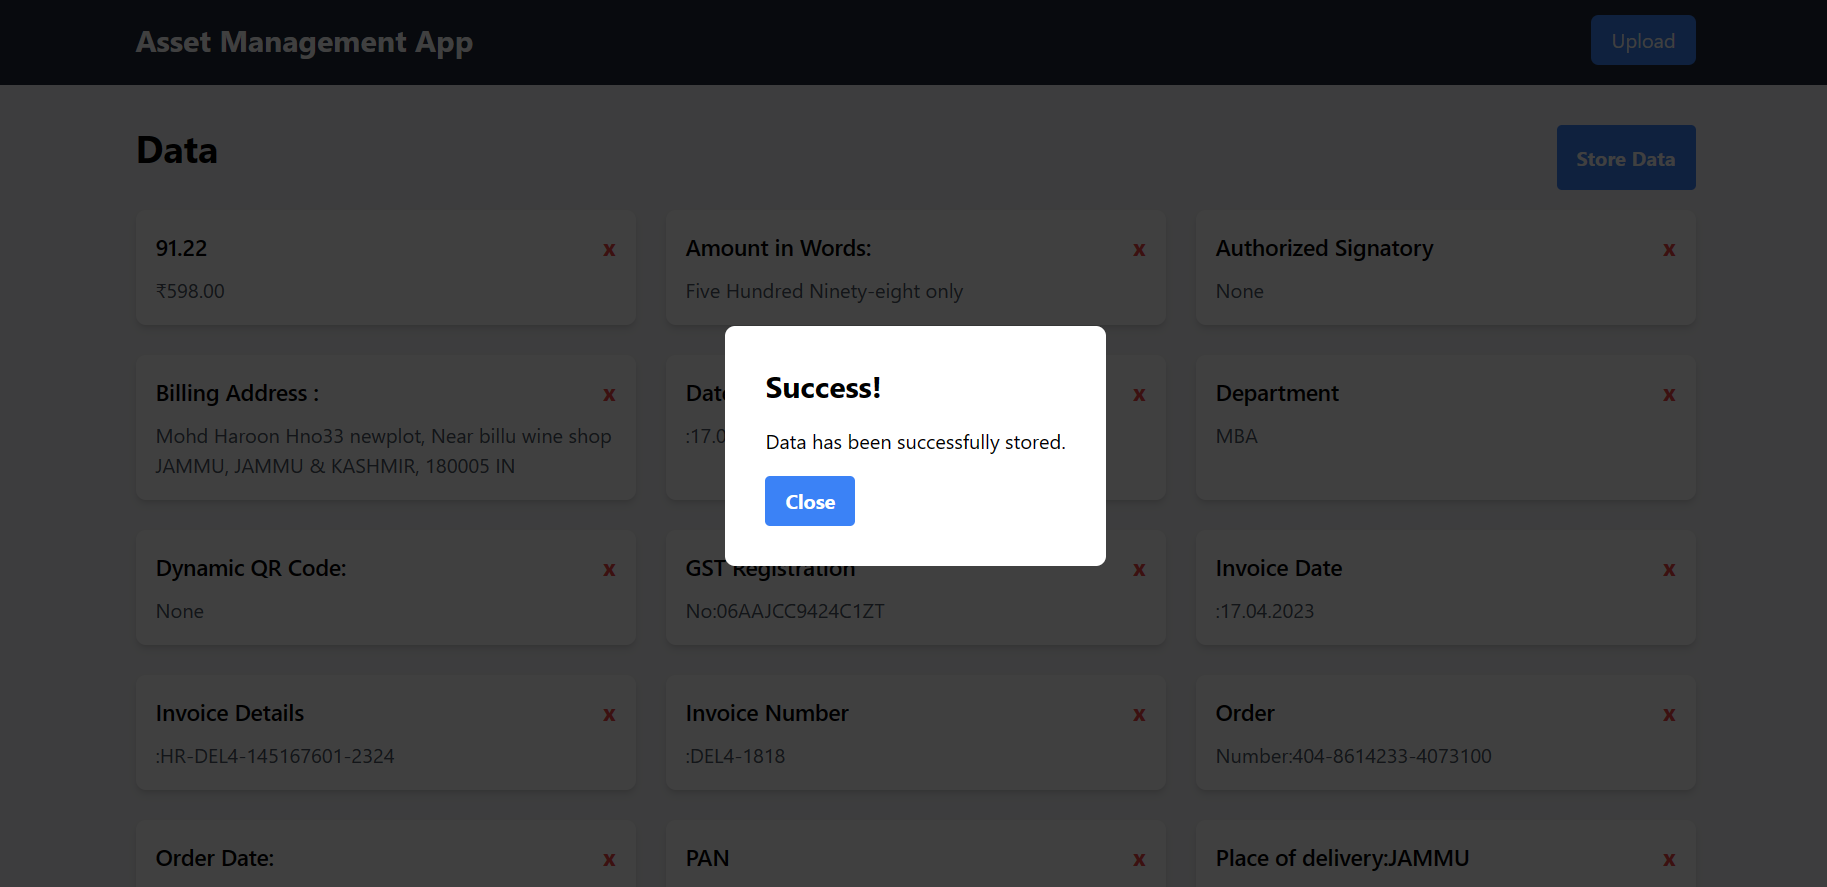 Asset Management App
Upload
Data
Store Data
91.22
x
₹598.00
Amount in Words:
x
Five Hundred Ninety-eight only
Authorized Signatory
x
None
Billing Address :
x
Mohd Haroon Hno33 newplot, Near billu wine shop
JAMMU, JAMMU & KASHMIR, 180005 IN
x
:17.0
Department
x
MBA
Success!
Data has been successfully stored.
Close
Dynamic QR Code:
x
None
GST Registration
x
No:06AAJCC9424C1ZT
Invoice Date
x
:17.04.2023
Invoice Details
x
:HR-DEL4-145167601-2324
Invoice Number
x
:DEL4-1818
Order
x
Number:404-8614233-4073100
Order Date:
x
PAN
x
Place of delivery:JAMMU
x